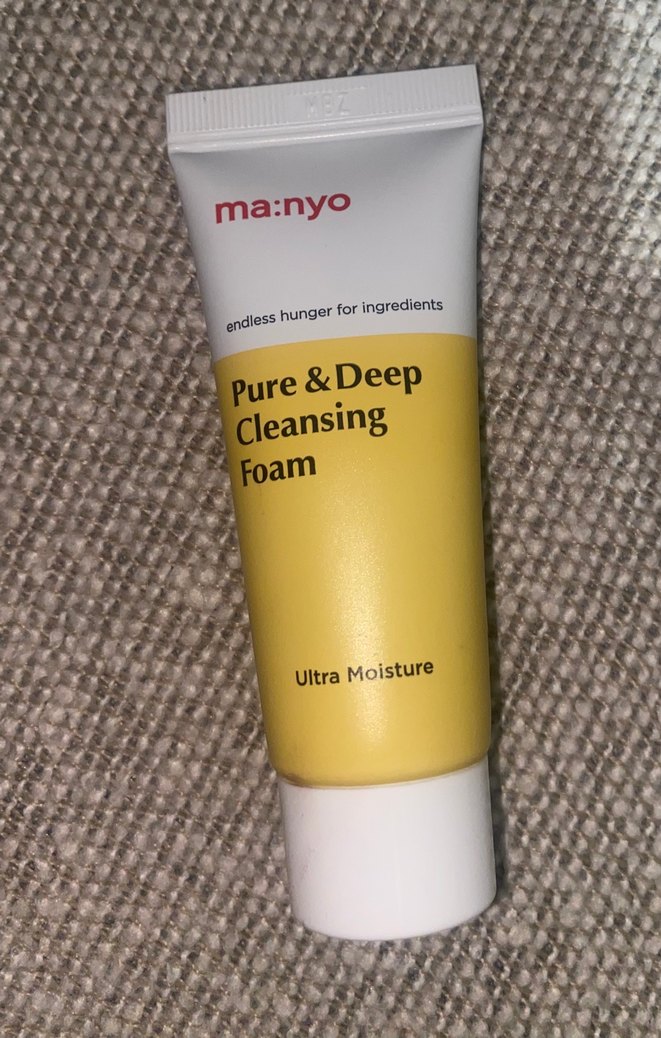 ma:nyo
endless hunger for ingredients
Pure & Deep
Cleansing
Foam
Ultra Moisture